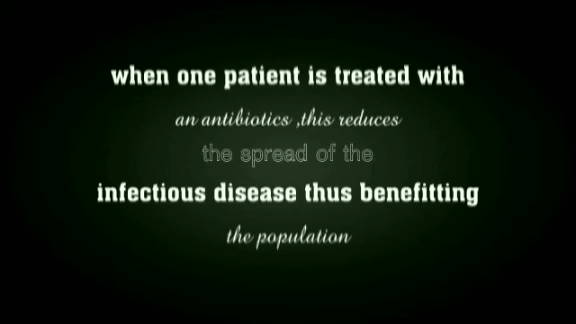 when one patient is treated with
an antibiotics ,this reduces
the spread of the
infectious disease thus benefitting
the population